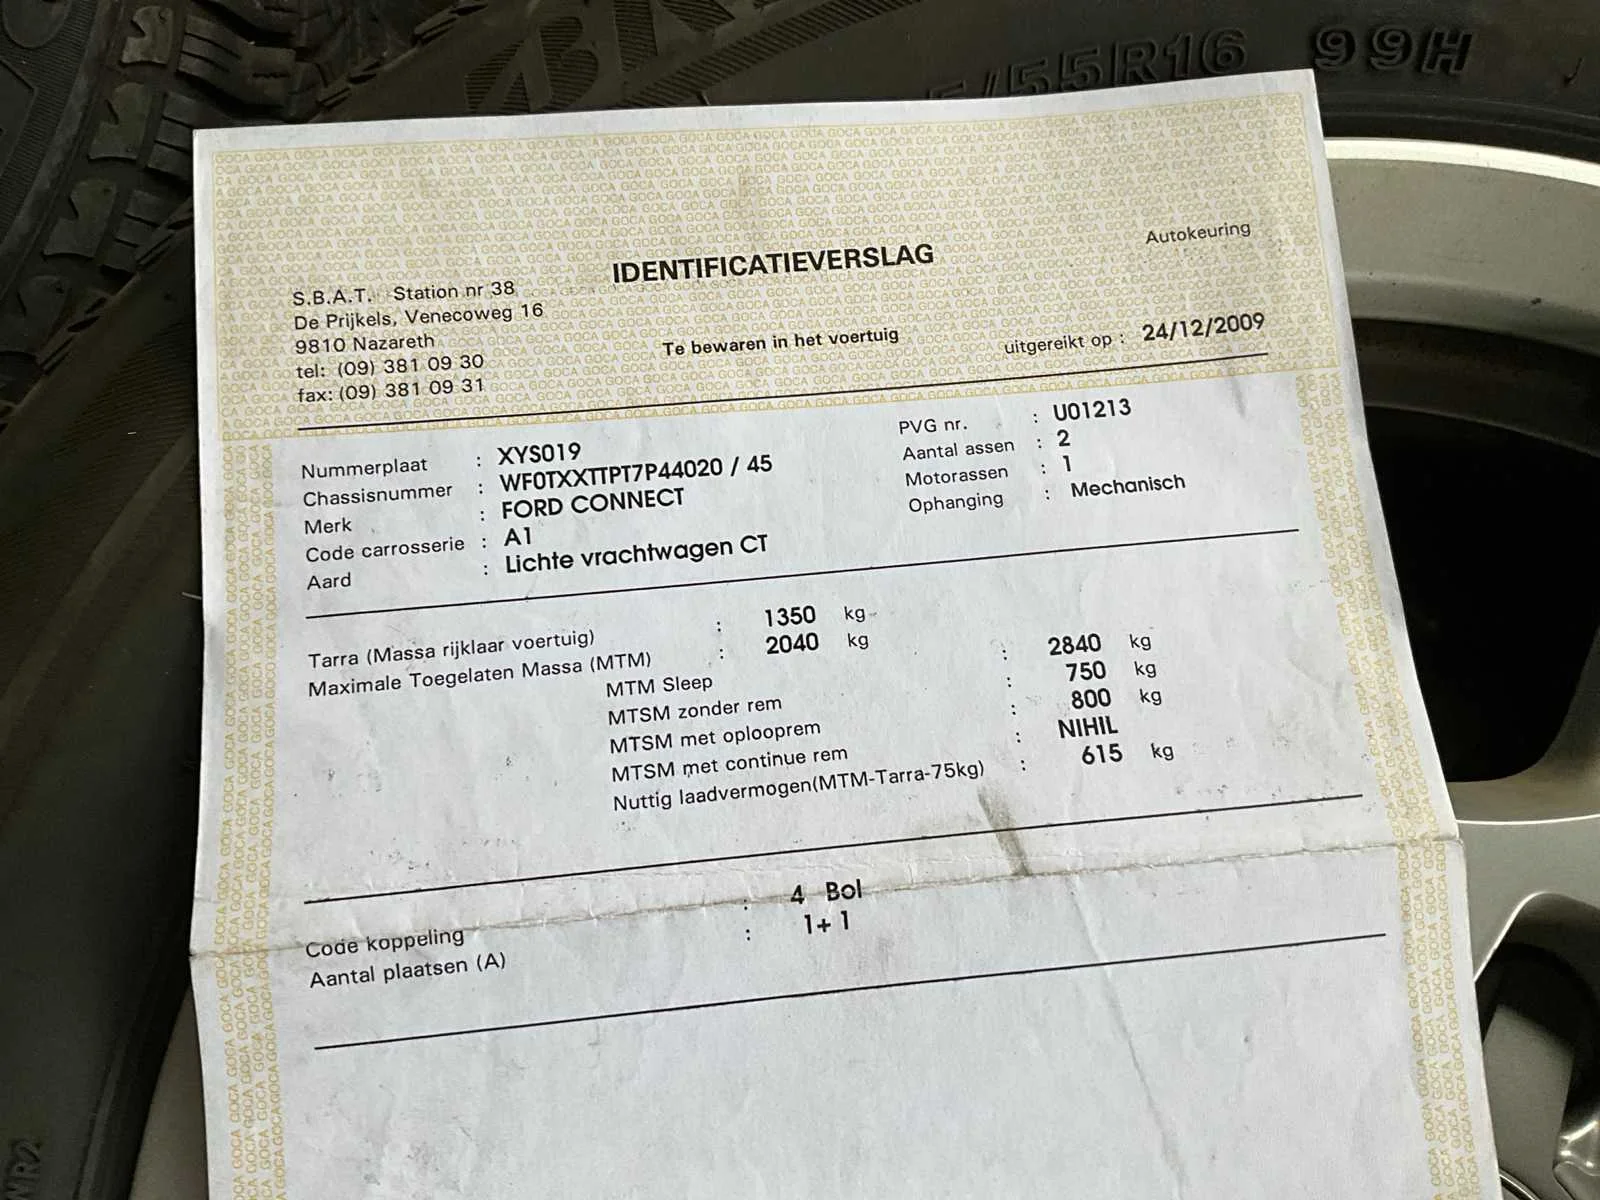 /55R16 99H
IDENTIFICATIEVERSLAG
Autokeuring
S.B.A.T. Station nr 38
De Prijkels, Venecoweg 16
9810 Nazareth
tel: (09) 381 09 30
fax: (09) 381 09 31
Te bewaren in het voertuig
uitgereikt op : 24/12/2009
Nummerplaat : XYS019
Chassisnummer : WF0TXXTTPT7P44020 / 45
Merk : FORD CONNECT
Code carrosserie : A1
Aard : Lichte vrachtwagen CT
PVG nr. : U01213
Aantal assen : 2
Motorassen : 1
Ophanging : Mechanisch
Tarra (Massa rijklaar voertuig) : 1350 kg
Maximale Toegelaten Massa (MTM) : 2040 kg
MTM Sleep : 2840 kg
MTSM zonder rem : 750 kg
MTSM met oplooprem : 800 kg
MTSM met continue rem : NIHIL
Nuttig laadvermogen(MTM-Tarra-75kg) : 615 kg
Code koppeling : 4 Bol
Aantal plaatsen (A) : 1+1